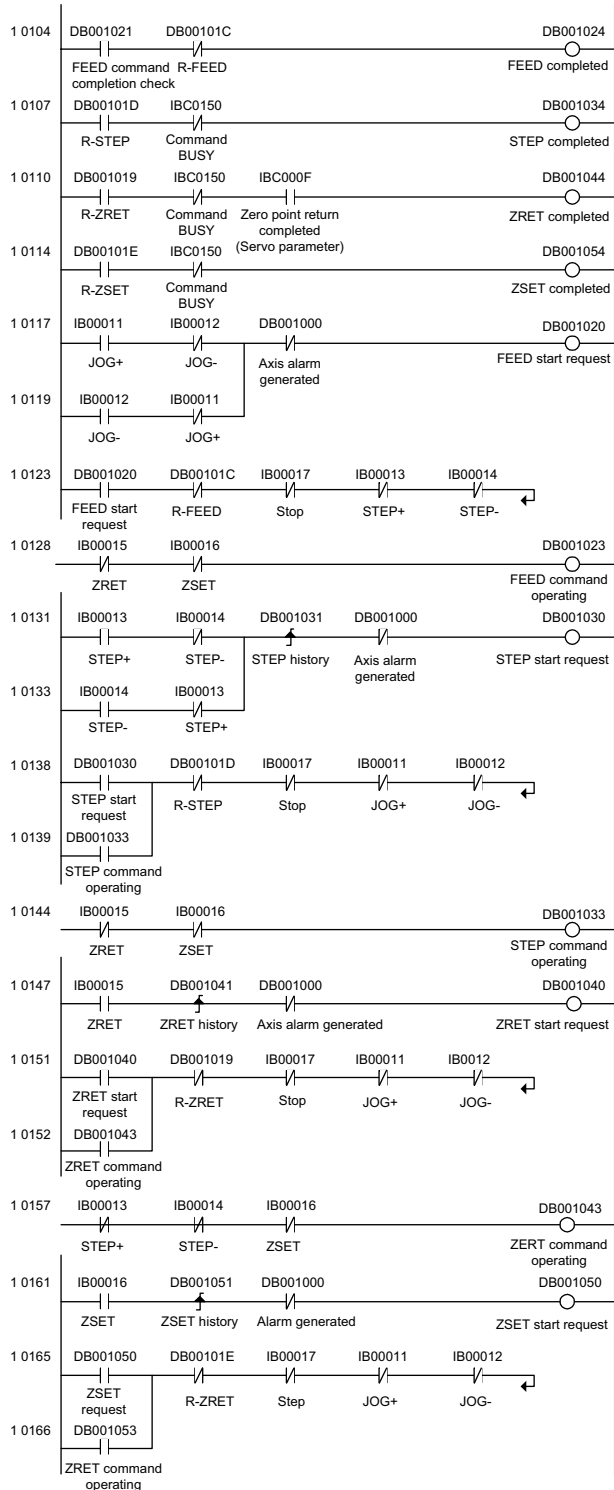 1 0104 DB001021 DB00101C DB001024
FEED command R-FEED FEED completed
completion check
1 0107 DB00101D IBC0150 DB001034
R-STEP Command STEP completed
BUSY
1 0110 DB001019 IBC0150 IBC000F DB001044
R-ZRET Command Zero point return ZRET completed
BUSY completed
(Servo parameter)
1 0114 DB00101E IBC0150 DB001054
R-ZSET Command ZSET completed
BUSY
1 0117 IB00011 IB00012 DB001000 DB001020
JOG+ JOG- Axis alarm FEED start request
generated
1 0119 IB00012 IB00011
JOG- JOG+
1 0123 DB001020 DB00101C IB00017 IB00013 IB00014
FEED start R-FEED Stop STEP+ STEP-
request
1 0128 IB00015 IB00016 DB001023
ZRET ZSET FEED command
operating
1 0131 IB00013 IB00014 DB001031 DB001000 DB001030
STEP+ STEP- STEP history Axis alarm STEP start request
generated
1 0133 IB00014 IB00013
STEP- STEP+
1 0138 DB001030 DB00101D IB00017 IB00011 IB00012
STEP start R-STEP Stop JOG+ JOG-
request
1 0139 DB001033
STEP command
operating
1 0144 IB00015 IB00016 DB001033
ZRET ZSET STEP command
operating
1 0147 IB00015 DB001041 DB001000 DB001040
ZRET ZRET history Axis alarm generated ZRET start request
1 0151 DB001040 DB001019 IB00017 IB00011 IB0012
ZRET start R-ZRET Stop JOG+ JOG-
request
1 0152 DB001043
ZRET command
operating
1 0157 IB00013 IB00014 IB00016 DB001043
STEP+ STEP- ZSET ZERT command
operating
1 0161 IB00016 DB001051 DB001000 DB001050
ZSET ZSET history Alarm generated ZSET start request
1 0165 DB001050 DB00101E IB00017 IB00011 IB00012
ZSET R-ZRET Step JOG+ JOG-
request
1 0166 DB001053
ZRET command
operating